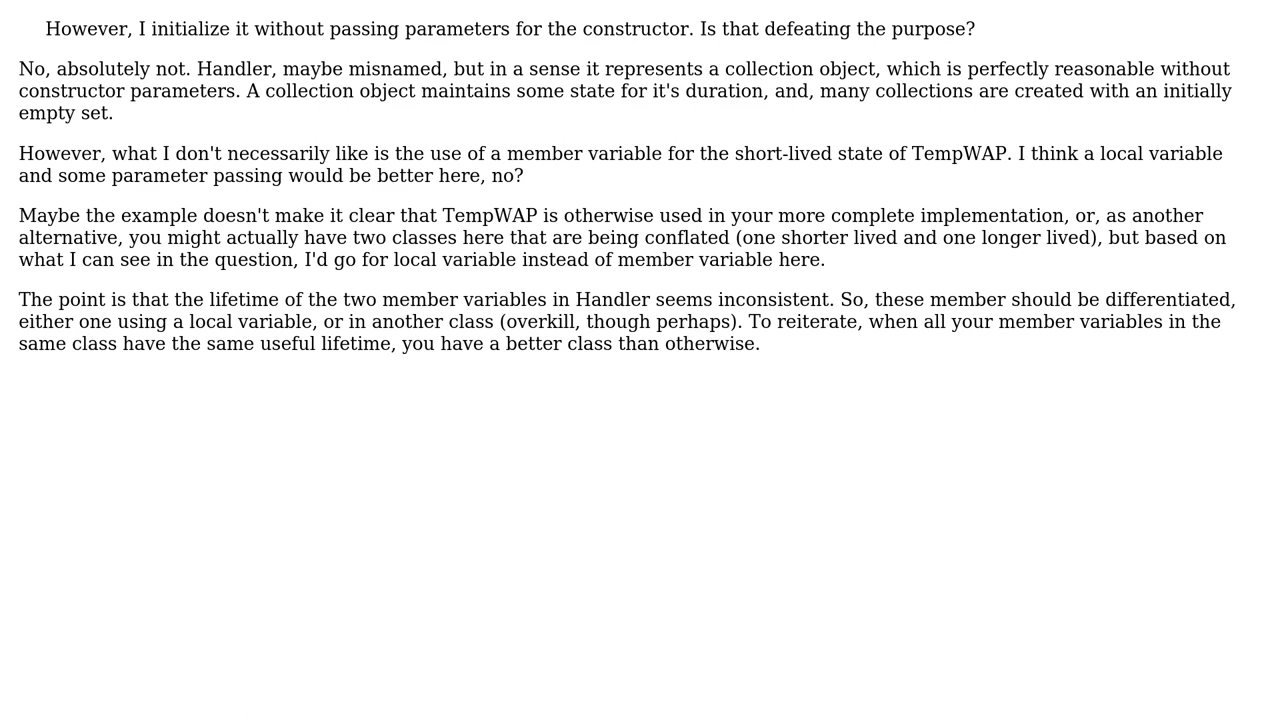 However, I initialize it without passing parameters for the constructor. Is that defeating the purpose?
No, absolutely not. Handler, maybe misnamed, but in a sense it represents a collection object, which is perfectly reasonable without
constructor parameters. A collection object maintains some state for it's duration, and, many collections are created with an initially
empty set.
However, what I don't necessarily like is the use of a member variable for the short-lived state of TempWAP. I think a local variable
and some parameter passing would be better here, no?
Maybe the example doesn't make it clear that TempWAP is otherwise used in your more complete implementation, or, as another
alternative, you might actually have two classes here that are being conflated (one shorter lived and one longer lived), but based on
what I can see in the question, I'd go for local variable instead of member variable here.
The point is that the lifetime of the two member variables in Handler seems inconsistent. So, these member should be differentiated,
either one using a local variable, or in another class (overkill, though perhaps). To reiterate, when all your member variables in the
same class have the same useful lifetime, you have a better class than otherwise.